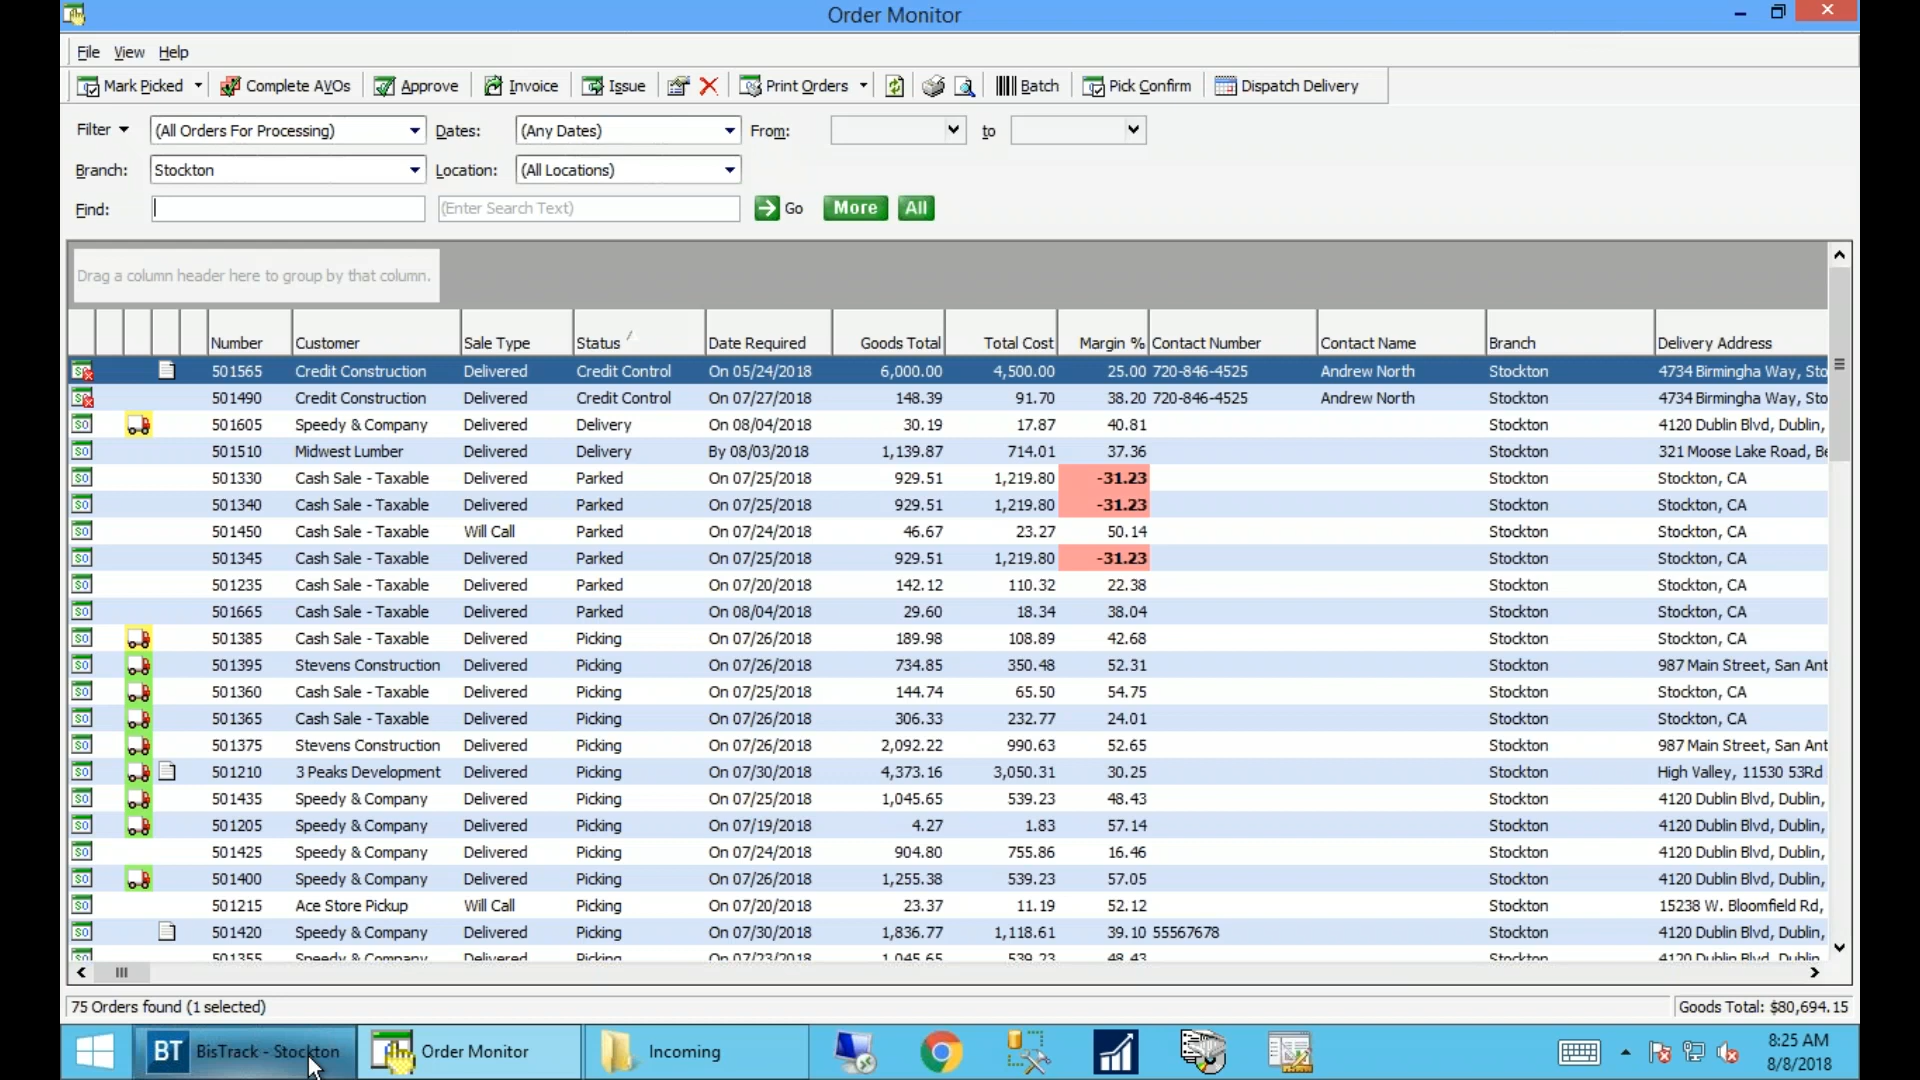 Order Monitor
File View Help
Mark Picked Complete AVOs Approve Invoice Issue Print Orders Batch Pick Confirm Dispatch Delivery
Filter (All Orders For Processing) Dates: (Any Dates) From: to
Branch: Stockton Location: (All Locations)
Find: (Enter Search Text) Go More All
Drag a column header here to group by that column.
Number Customer Sale Type Status Date Required Goods Total Total Cost Margin % Contact Number Contact Name Branch Delivery Address
501565 Credit Construction Delivered Credit Control On 05/24/2018 6,000.00 4,500.00 25.00 720-846-4525 Andrew North Stockton 4734 Birmingha Way, Sto
501490 Credit Construction Delivered Credit Control On 07/27/2018 148.39 91.70 38.20 720-846-4525 Andrew North Stockton 4734 Birmingha Way, Sto
501605 Speedy & Company Delivered Delivery On 08/04/2018 30.19 17.87 40.81 Stockton 4120 Dublin Blvd, Dublin,
501510 Midwest Lumber Delivered Delivery By 08/03/2018 1,139.87 714.01 37.36 Stockton 321 Moose Lake Road, Be
501330 Cash Sale - Taxable Delivered Parked On 07/25/2018 929.51 1,219.80 -31.23 Stockton Stockton, CA
501340 Cash Sale - Taxable Delivered Parked On 07/25/2018 929.51 1,219.80 -31.23 Stockton Stockton, CA
501450 Cash Sale - Taxable Will Call Parked On 07/24/2018 46.67 23.27 50.14 Stockton Stockton, CA
501345 Cash Sale - Taxable Delivered Parked On 07/25/2018 929.51 1,219.80 -31.23 Stockton Stockton, CA
501235 Cash Sale - Taxable Delivered Parked On 07/20/2018 142.12 110.32 22.38 Stockton Stockton, CA
501665 Cash Sale - Taxable Delivered Parked On 08/04/2018 29.60 18.34 38.04 Stockton Stockton, CA
501385 Cash Sale - Taxable Delivered Picking On 07/26/2018 189.98 108.89 42.68 Stockton Stockton, CA
501395 Stevens Construction Delivered Picking On 07/26/2018 734.85 350.48 52.31 Stockton 987 Main Street, San Ant
501360 Cash Sale - Taxable Delivered Picking On 07/25/2018 144.74 65.50 54.75 Stockton Stockton, CA
501365 Cash Sale - Taxable Delivered Picking On 07/26/2018 306.33 232.77 24.01 Stockton Stockton, CA
501375 Stevens Construction Delivered Picking On 07/26/2018 2,092.22 990.63 52.65 Stockton 987 Main Street, San Ant
501210 3 Peaks Development Delivered Picking On 07/30/2018 4,373.16 3,050.31 30.25 Stockton High Valley, 11530 53Rd
501435 Speedy & Company Delivered Picking On 07/25/2018 1,045.65 539.23 48.43 Stockton 4120 Dublin Blvd, Dublin,
501205 Speedy & Company Delivered Picking On 07/19/2018 4.27 1.83 57.14 Stockton 4120 Dublin Blvd, Dublin,
501425 Speedy & Company Delivered Picking On 07/24/2018 904.80 755.86 16.46 Stockton 4120 Dublin Blvd, Dublin,
501400 Speedy & Company Delivered Picking On 07/26/2018 1,255.38 539.23 57.05 Stockton 4120 Dublin Blvd, Dublin,
501215 Ace Store Pickup Will Call Picking On 07/20/2018 23.37 11.19 52.12 Stockton 15238 W. Bloomfield Rd,
501420 Speedy & Company Delivered Picking On 07/30/2018 1,836.77 1,118.61 39.10 55567678 Stockton 4120 Dublin Blvd, Dublin,
501355 Speedy & Company Delivered Picking On 07/23/2018 1,045.65 539.23 48.43 Stockton 4120 Dublin Blvd, Dublin
75 Orders found (1 selected) Goods Total: $80,694.15
BT BisTrack - Stockton Order Monitor Incoming 8:25 AM
8/8/2018